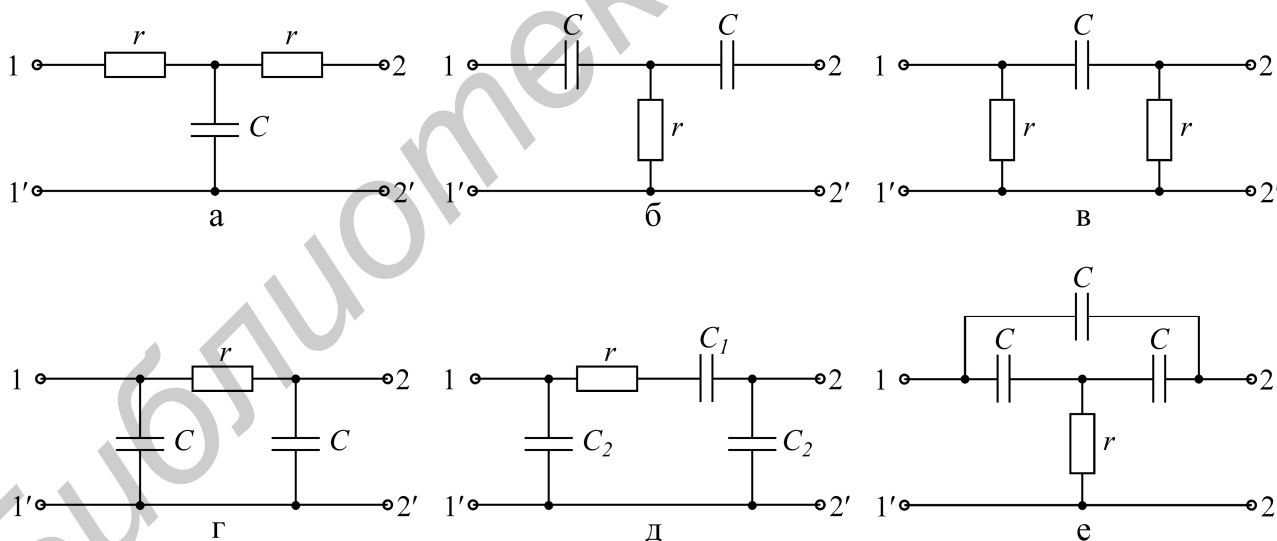 r r C C C
1 2 1 2 1 2
C r r r
1′ 2′ 1′ 2′ 1′ 2′
а б в
C
r r C1 C C
1 2 1 2 1 2
C C C2 C2 r
1′ 2′ 1′ 2′ 1′ 2
г д е
библиотек